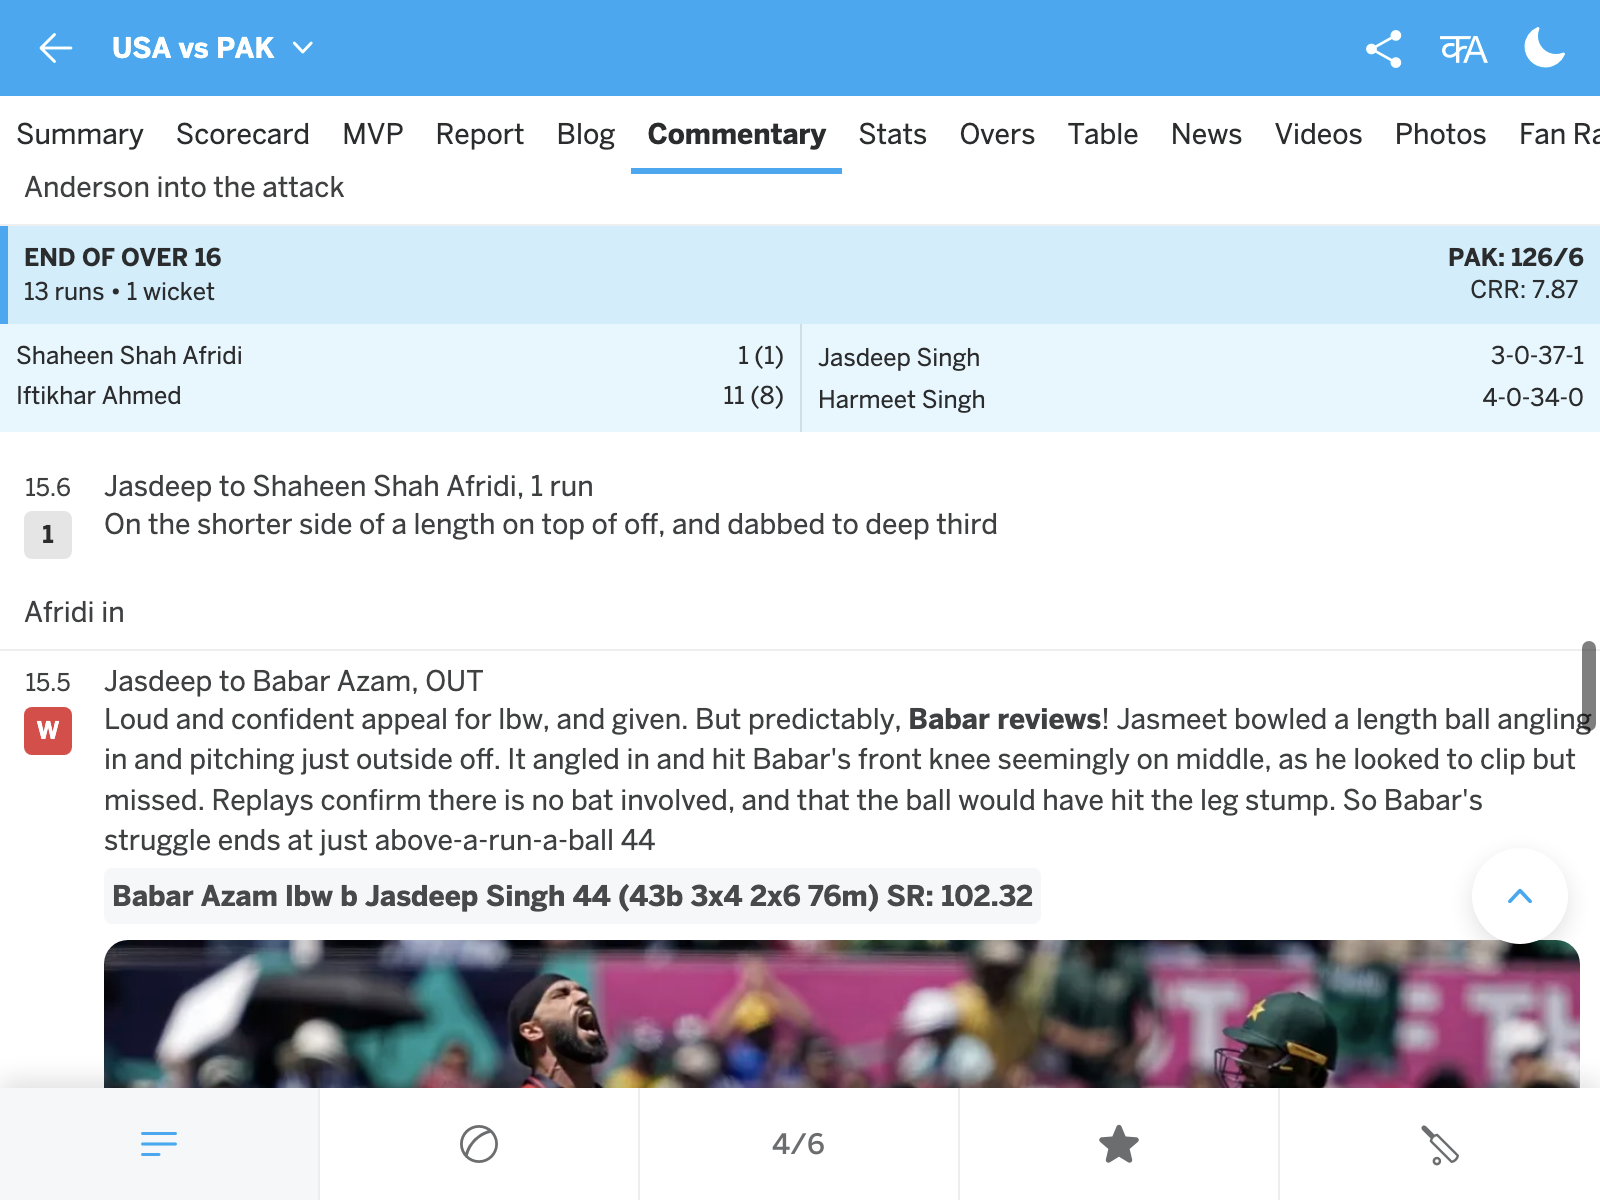 USA vs PAK
क A
Summary Scorecard MVP Report Blog Commentary Stats Overs Table News Videos Photos Fan Ra
Anderson into the attack
END OF OVER 16 PAK: 126/6
13 runs • 1 wicket CRR: 7.87
Shaheen Shah Afridi 1 (1) Jasdeep Singh 3-0-37-1
Iftikhar Ahmed 11 (8) Harmeet Singh 4-0-34-0
15.6 Jasdeep to Shaheen Shah Afridi, 1 run
1 On the shorter side of a length on top of off, and dabbed to deep third
Afridi in
15.5 Jasdeep to Babar Azam, OUT
W Loud and confident appeal for lbw, and given. But predictably, Babar reviews! Jasmeet bowled a length ball angling
in and pitching just outside off. It angled in and hit Babar's front knee seemingly on middle, as he looked to clip but
missed. Replays confirm there is no bat involved, and that the ball would have hit the leg stump. So Babar's
struggle ends at just above-a-run-a-ball 44
Babar Azam lbw b Jasdeep Singh 44 (43b 3x4 2x6 76m) SR: 102.32
4/6